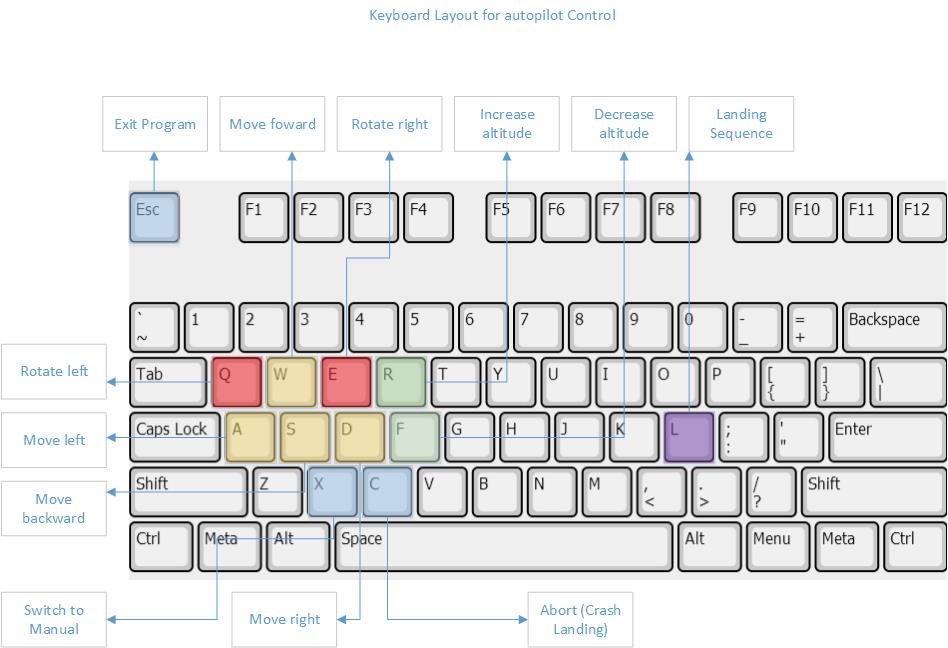 Keyboard Layout for autopilot Control
Exit Program
Move foward
Rotate right
Increase
altitude
Decrease
altitude
Landing
Sequence
Esc F1 F2 F3 F4 F5 F6 F7 F8 F9 F10 F11 F12
` 1 2 3 4 5 6 7 8 9 0 - = Backspace
~ _ +
Rotate left
Tab Q W E R T Y U I O P [ ] \
{ } |
Move left
Caps Lock A S D F G H J K L ; ' Enter
: "
Move
backward
Shift Z X C V B N M , . / Shift
< > ?
Ctrl Meta Alt Space Alt Menu Meta Ctrl
Switch to
Manual
Move right
Abort (Crash
Landing)